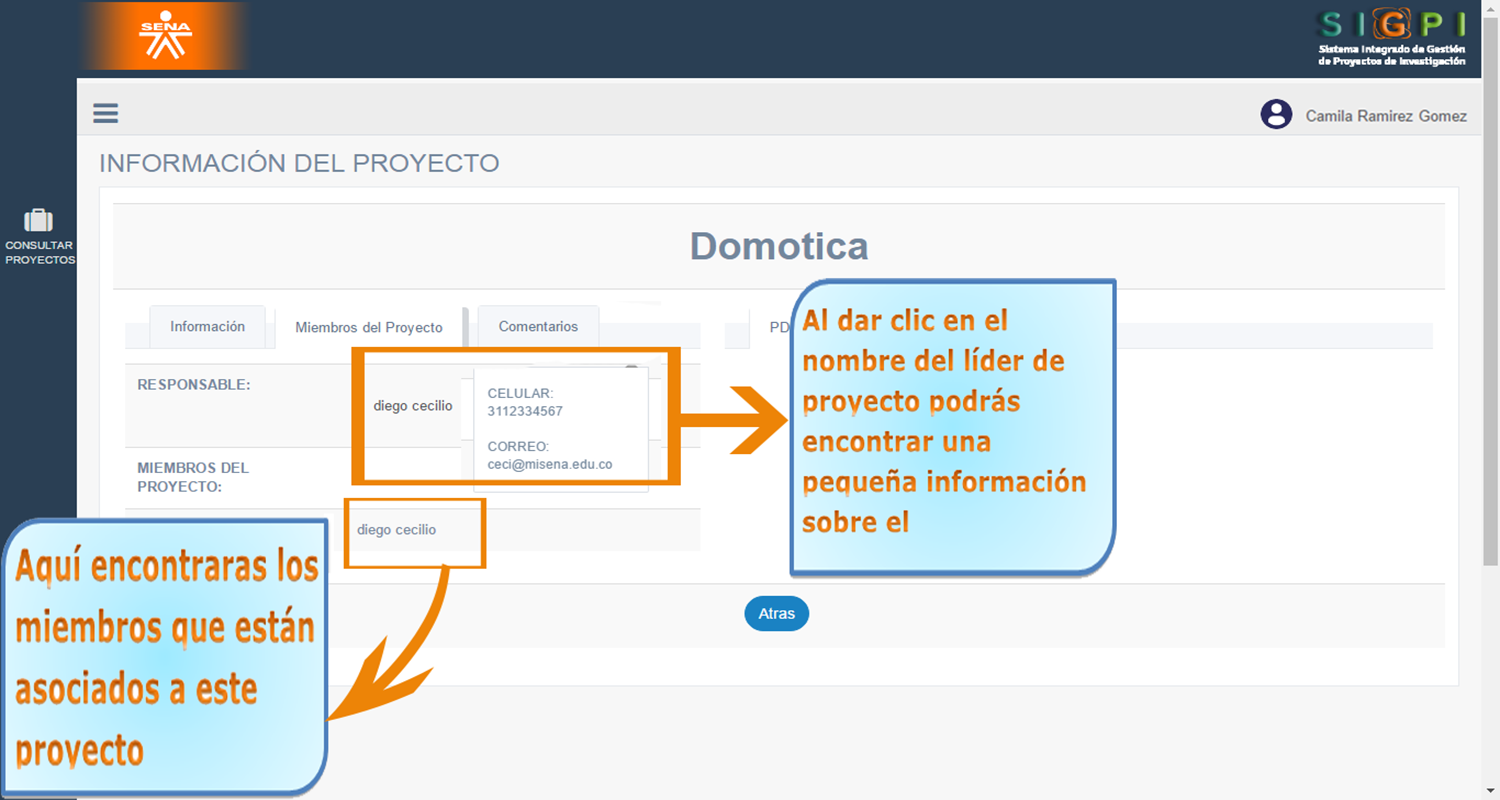 SENA
SIGPI
Sistema Integrado de Gestión
de Proyectos de Investigación
Camila Ramirez Gomez
INFORMACIÓN DEL PROYECTO
CONSULTAR
PROYECTOS
Domotica
Información
Miembros del Proyecto
Comentarios
PD
RESPONSABLE:
diego cecilio
CELULAR:
3112334567
CORREO:
ceci@misena.edu.co
MIEMBROS DEL
PROYECTO:
diego cecilio
Al dar clic en el
nombre del líder de
proyecto podrás
encontrar una
pequeña información
sobre el
Aquí encontraras los
miembros que están
asociados a este
proyecto
Atras